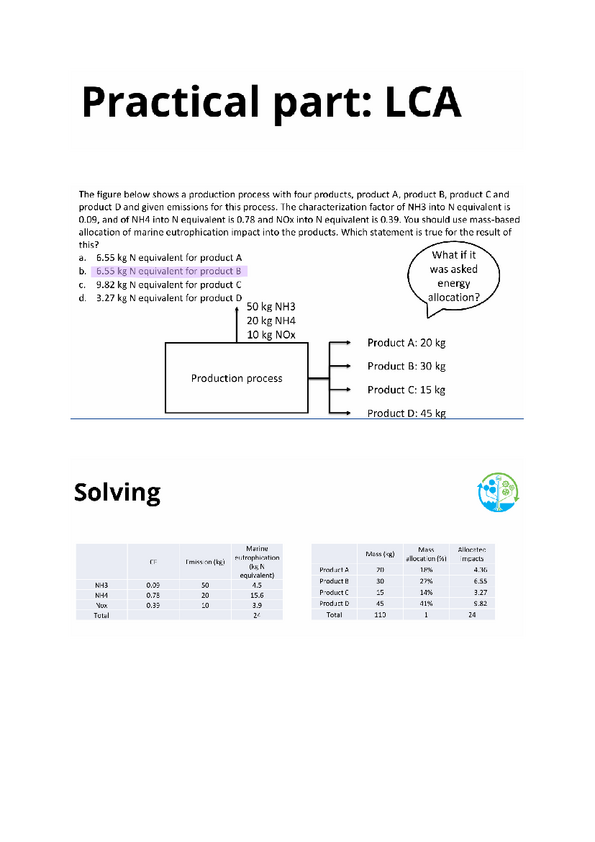 Practical part: LCA
The figure below shows a production process with four products, product A, product B, product C and
product D and given emissions for this process. The characterization factor of NH3 into N equivalent is
0.09, and of NH4 into N equivalent is 0.78 and NOx into N equivalent is 0.39. You should use mass-based
allocation of marine eutrophication impact into the products. Which statement is true for the result of
this?
a. 6.55 kg N equivalent for product A
b. 6.55 kg N equivalent for product B
c. 9.82 kg N equivalent for product C
d. 3.27 kg N equivalent for product D
What if it
was asked
energy
allocation?
50 kg NH3
20 kg NH4
10 kg NOx
Production process
Product A: 20 kg
Product B: 30 kg
Product C: 15 kg
Product D: 45 kg
Solving
CF Emission (kg) Marine eutrophication (kg N equivalent)
NH3 0.09 50 4.5
NH4 0.78 20 15.6
Nox 0.39 10 3.9
Total 24
Mass (kg) Mass allocation (%) Allocated impacts
Product A 20 18% 4.36
Product B 30 27% 6.55
Product C 15 14% 3.27
Product D 45 41% 9.82
Total 110 1 24